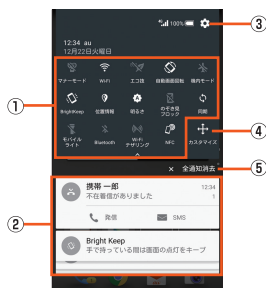 100%
③
12:34 au
12月22日火曜日
マナーモード Wi-Fi エコ技 自動画面回転 機内モード
①
BrightKeep 位置情報 明るさ のぞき見ブロック 同期
④
モバイルライト Bluetooth Wi-Fiテザリング NFC カスタマイズ
× 全通知消去 ⑤
携帯 一郎 12:34
不在着信がありました 1
②
発信 SMS
Bright Keep
手で持っている間は画面の点灯をキープ